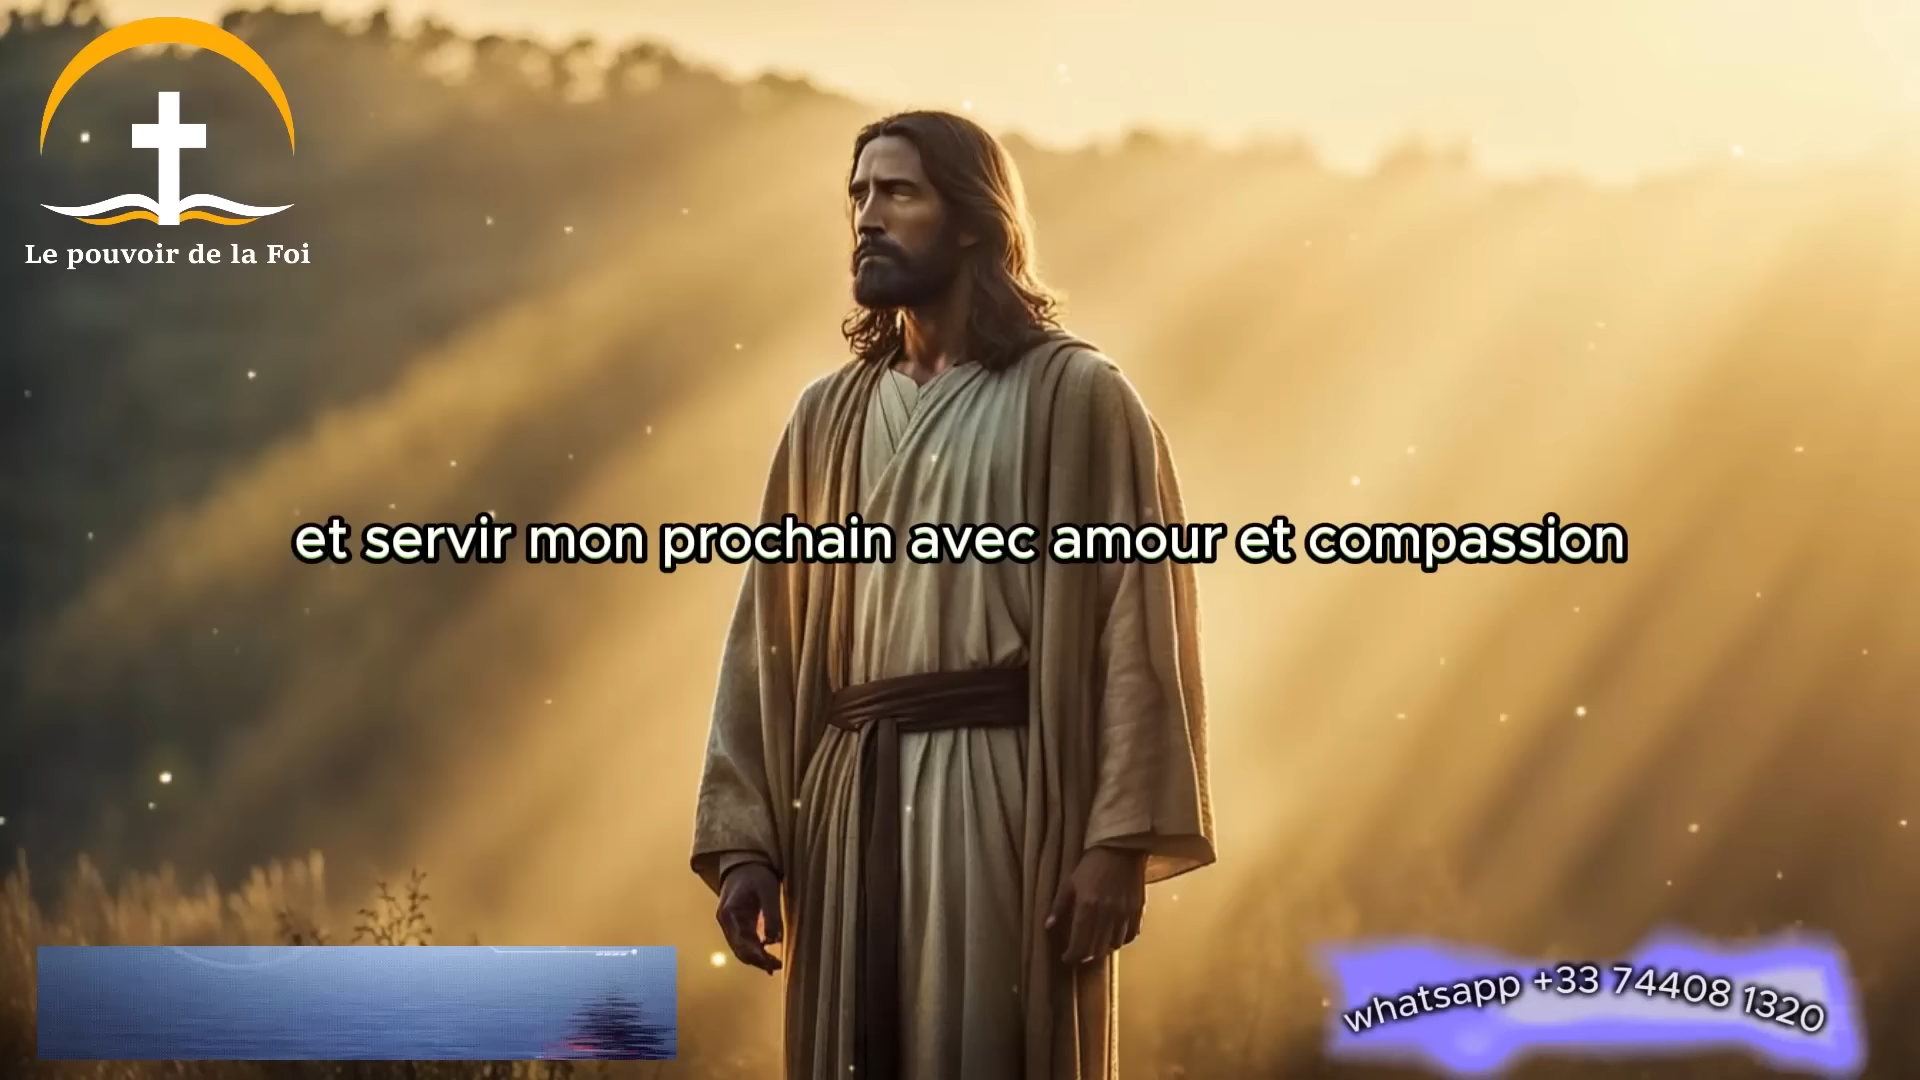 Le pouvoir de la Foi
et servir mon prochain avec amour et compassion
whatsapp +33 74408 1320